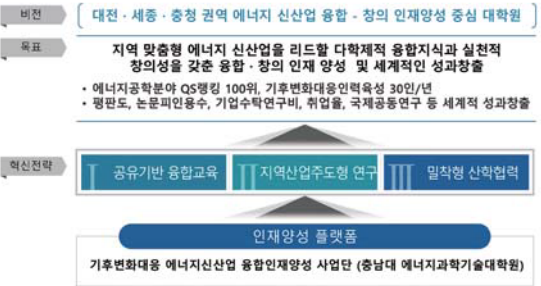 비전
대전 · 세종 · 충청 권역 에너지 신산업 융합 - 창의 인재양성 중심 대학원
목표
지역 맞춤형 에너지 신산업을 리드할 다학제적 융합지식과 실천적
창의성을 갖춘 융합 · 창의 인재 양성 및 세계적인 성과창출
• 에너지공학분야 QS랭킹 100위, 기후변화대응인력육성 30인/년
• 평판도, 논문피인용수, 기업수탁연구비, 취업율, 국제공동연구 등 세계적 성과창출
혁신전략
I 공유기반 융합교육
II 지역산업주도형 연구
III 밀착형 산학협력
인재양성 플랫폼
기후변화대응 에너지신산업 융합인재양성 사업단 (충남대 에너지과학기술대학원)